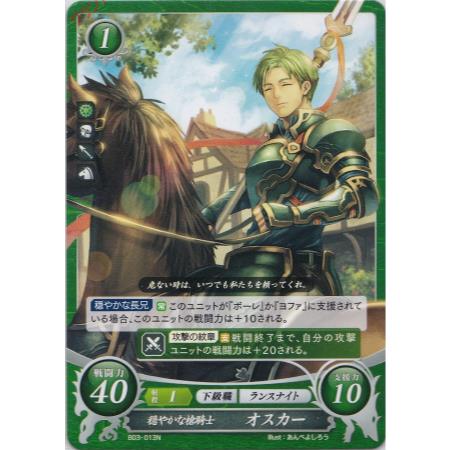 1
危ない時は、いつでも私たちを頼ってくれ。
穏やかな長兄 常 このユニットが『ボーレ』か『ヨファ』に支援されて
いる場合、このユニットの戦闘力は+10される。
攻撃の紋章 支 戦闘終了まで、自分の攻撃
ユニットの戦闘力は+20される。
戦闘力 40
射程 1 下級職 ランスナイト
支援力 10
穏やかな槍騎士 オスカー
B03-013N
Illust：あんべよしろう